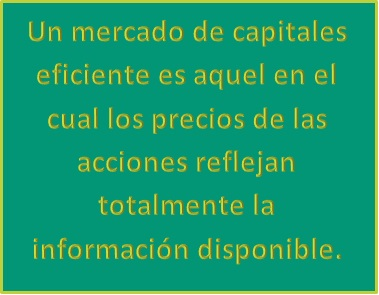 Un mercado de capitales
eficiente es aquel en el
cual los precios de las
acciones reflejan
totalmente la
información disponible.